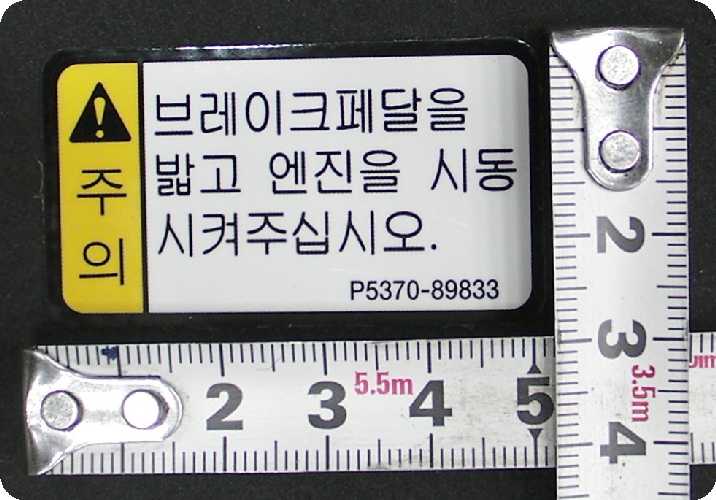 주의
브레이크페달을
밟고 엔진을 시동
시켜주십시오.
P5370-89833
2 3 5.5m 4 5
2
3
3.5m
4